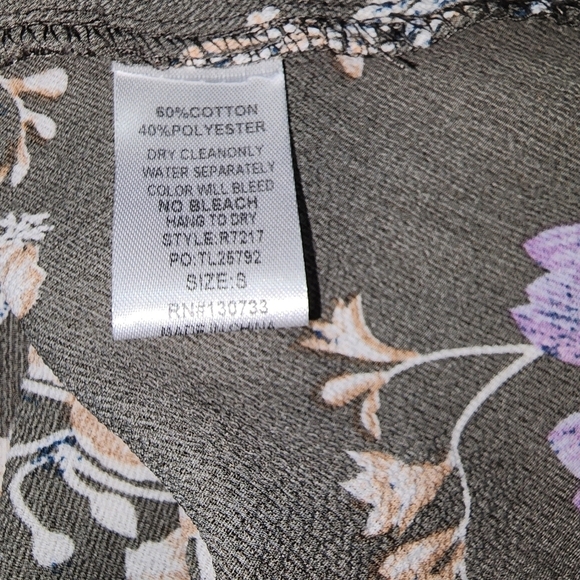 60%COTTON
40%POLYESTER
DRY CLEANONLY
WATER SEPARATELY
COLOR WILL BLEED
NO BLEACH
HANG TO DRY
STYLE:R7217
PO:TL25792
SIZE:S
RN#130733
MADE IN CHINA